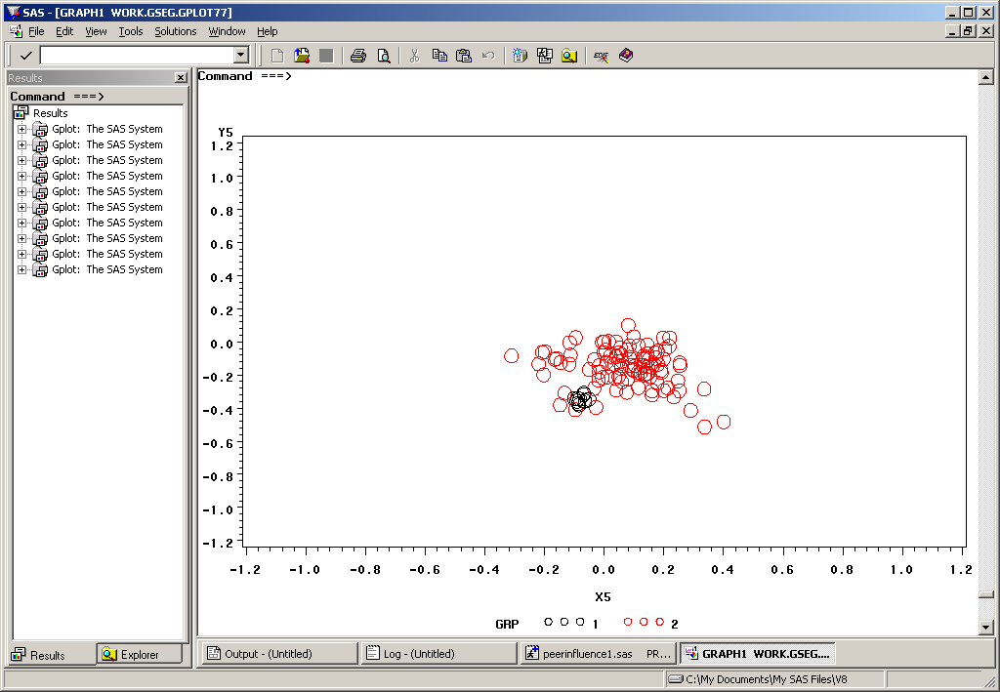 SAS - [GRAPH1 WORK.GSEG.GPLOT77]
File Edit View Tools Solutions Window Help
Results
Command ===>
Results
Gplot: The SAS System
Gplot: The SAS System
Gplot: The SAS System
Gplot: The SAS System
Gplot: The SAS System
Gplot: The SAS System
Gplot: The SAS System
Gplot: The SAS System
Gplot: The SAS System
Gplot: The SAS System
Results Explorer
Command ===>
Y5
1.2
1.0
0.8
0.6
0.4
0.2
0.0
-0.2
-0.4
-0.6
-0.8
-1.0
-1.2
-1.2 -1.0 -0.8 -0.6 -0.4 -0.2 0.0 0.2 0.4 0.6 0.8 1.0 1.2
X5
GRP 1 2
Output - (Untitled) Log - (Untitled) peerinfluence1.sas PR... GRAPH1 WORK.GSEG....
C:\My Documents\My SAS Files\V8